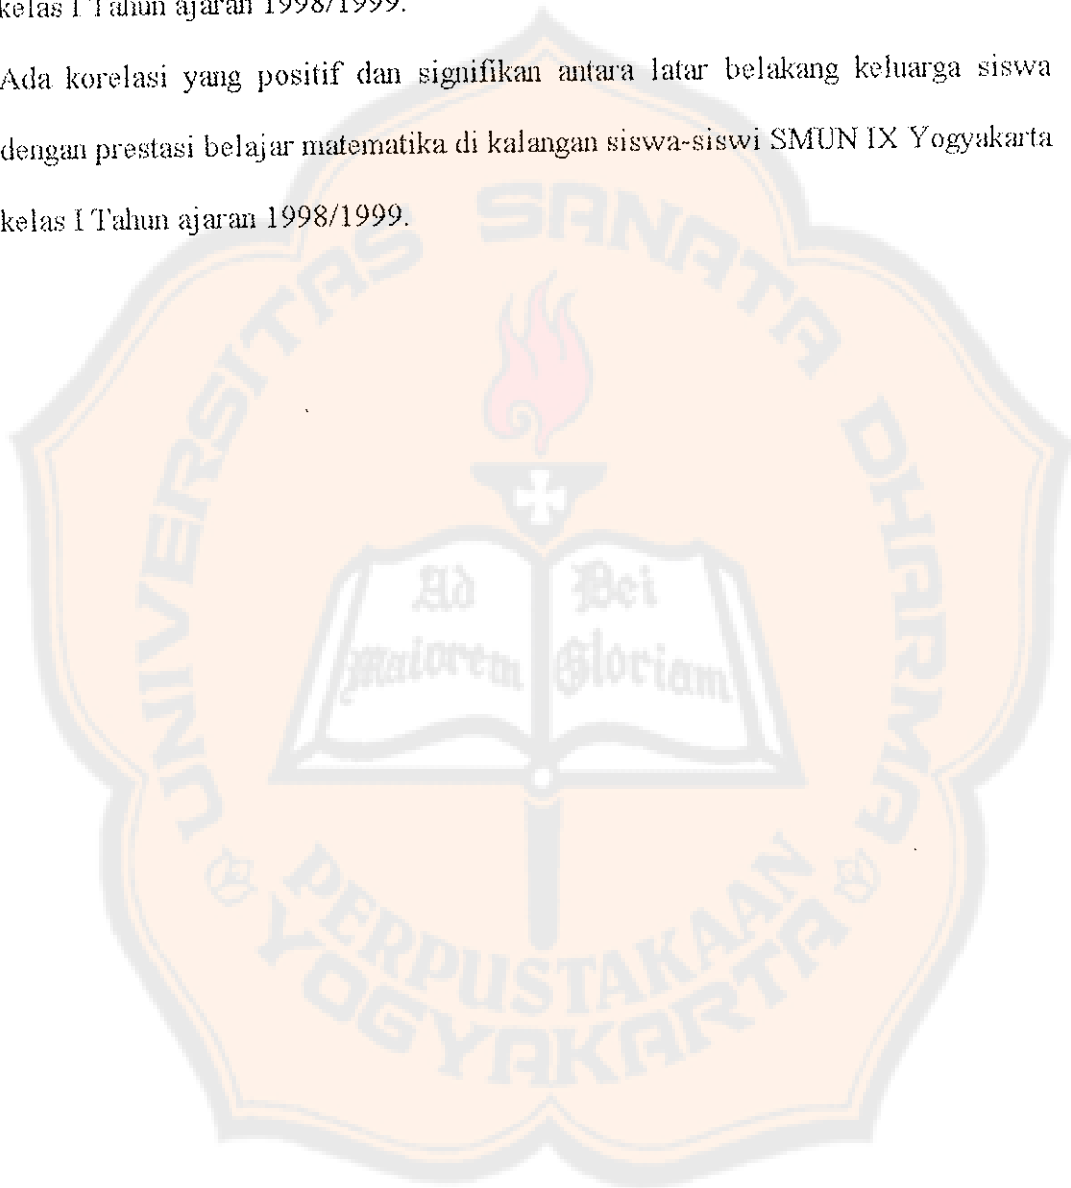 kelas I Tahun ajaran 1998/1999.
Ada korelasi yang positif dan signifikan antara latar belakang keluarga siswa
dengan prestasi belajar matematika di kalangan siswa-siswi SMUN IX Yogyakarta
kelas I Tahun ajaran 1998/1999.
UNIVERSITAS SANATA DHARMA
Ad Dei
maiorem Gloriam
PERPUSTAKAAN
YOGYAKARTA